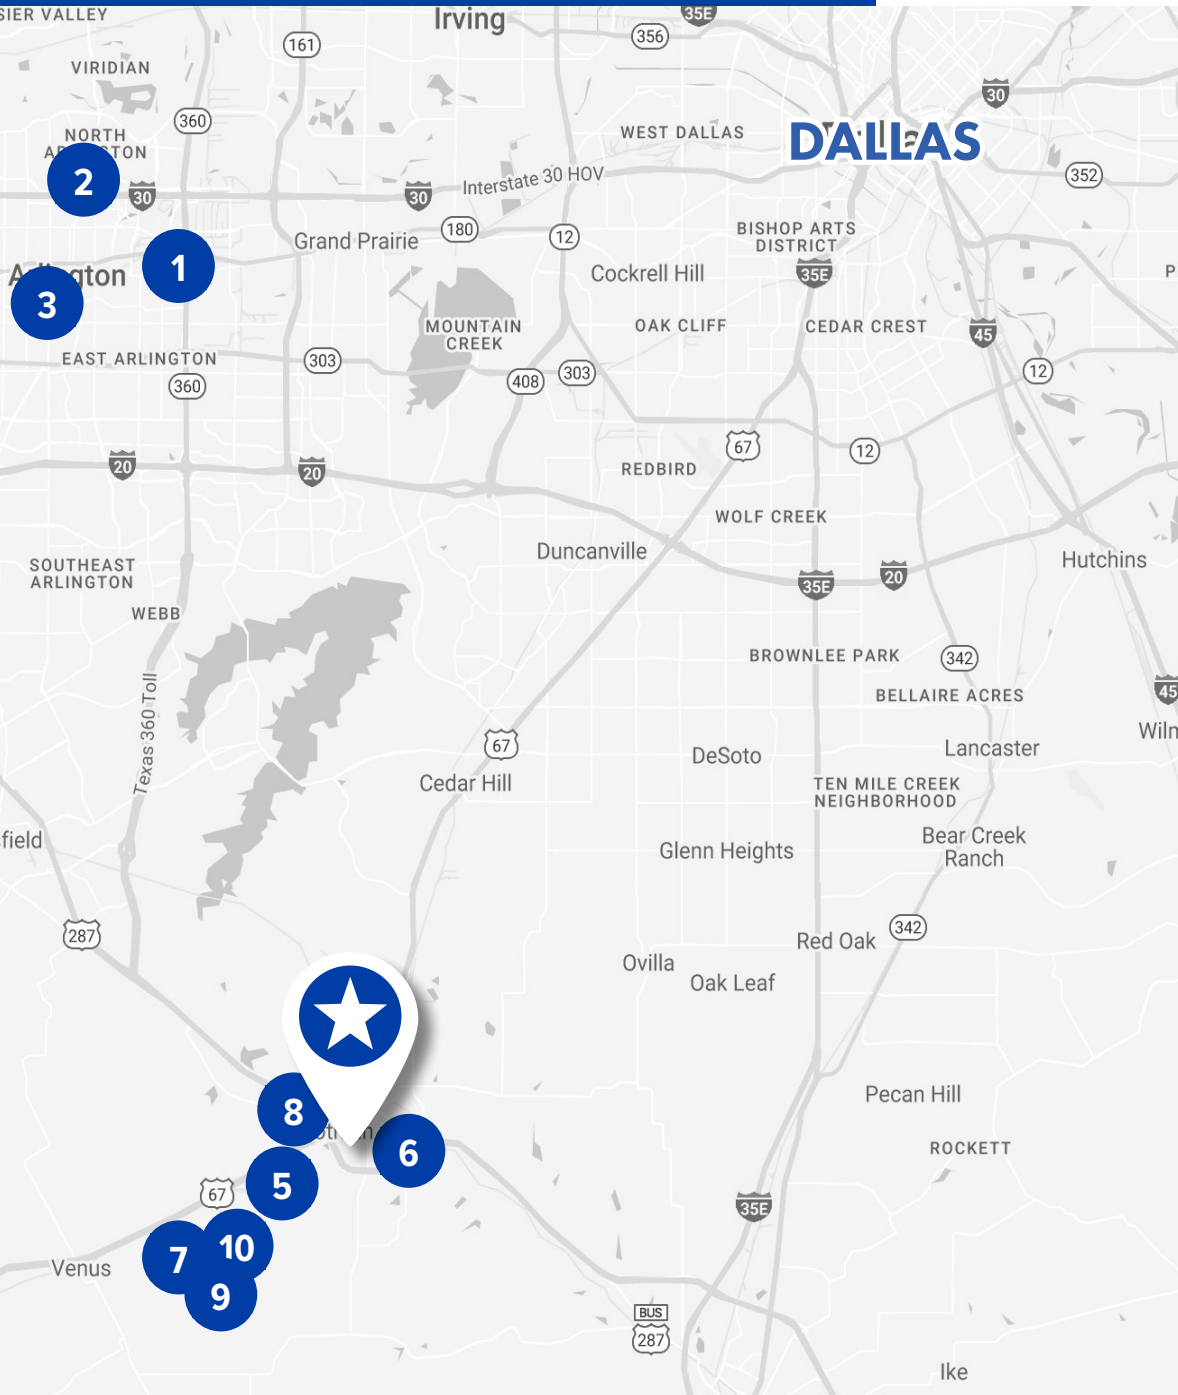 Irving
35E
161
356
VIRIDIAN
30
360
NORTH
WEST DALLAS
DALLAS
2
30
30
Interstate 30 HOV
352
180
12
BISHOP ARTS
DISTRICT
Grand Prairie
1
Cockrell Hill
35E
3
MOUNTAIN
CREEK
OAK CLIFF
CEDAR CREST
45
EAST ARLINGTON
303
408
303
12
360
67
12
20
20
REDBIRD
WOLF CREEK
Duncanville
Hutchins
SOUTHEAST
ARLINGTON
35E
20
WEBB
BROWNLEE PARK
342
BELLAIRE ACRES
45
Texas 360 Toll
67
DeSoto
Lancaster
Cedar Hill
TEN MILE CREEK
NEIGHBORHOOD
Glenn Heights
Bear Creek
Ranch
287
342
Red Oak
Ovilla
Oak Leaf
8
Pecan Hill
6
ROCKETT
5
67
35E
7
10
Venus
9
BUS
287
Ike